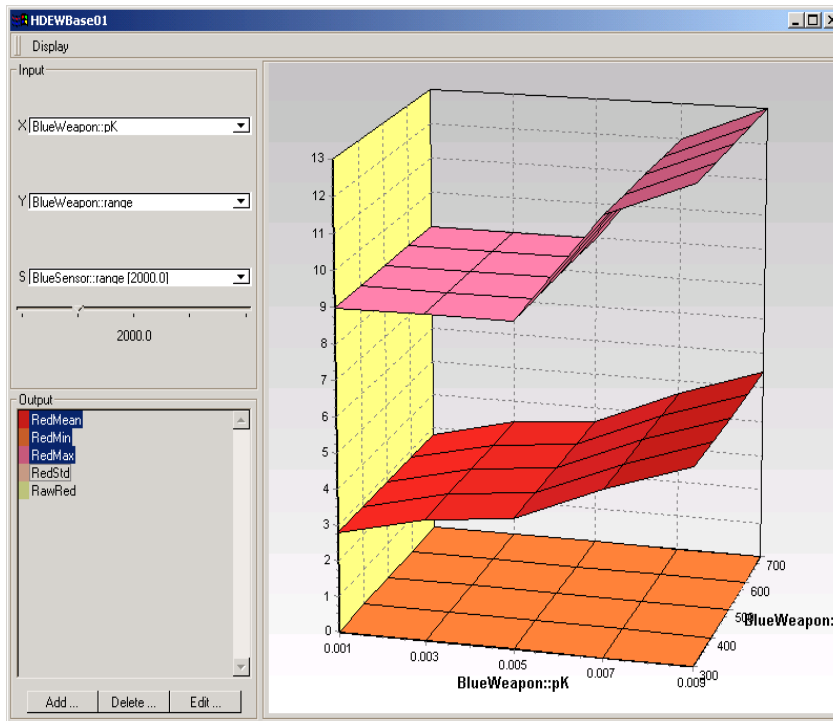 HDEWBase01
Display
Input
X BlueWeapon::pK
Y BlueWeapon::range
S BlueSensor::range [2000.0]
2000.0
Output
RedMean
RedMin
RedMax
RedStd
RawRed
Add ... Delete ... Edit ...
13
12
11
10
9
8
7
6
5
4
3
2
1
0
0.001
0.003
0.005
0.007
0.009
BlueWeapon::pK
300
400
500
600
700
BlueWeapon: